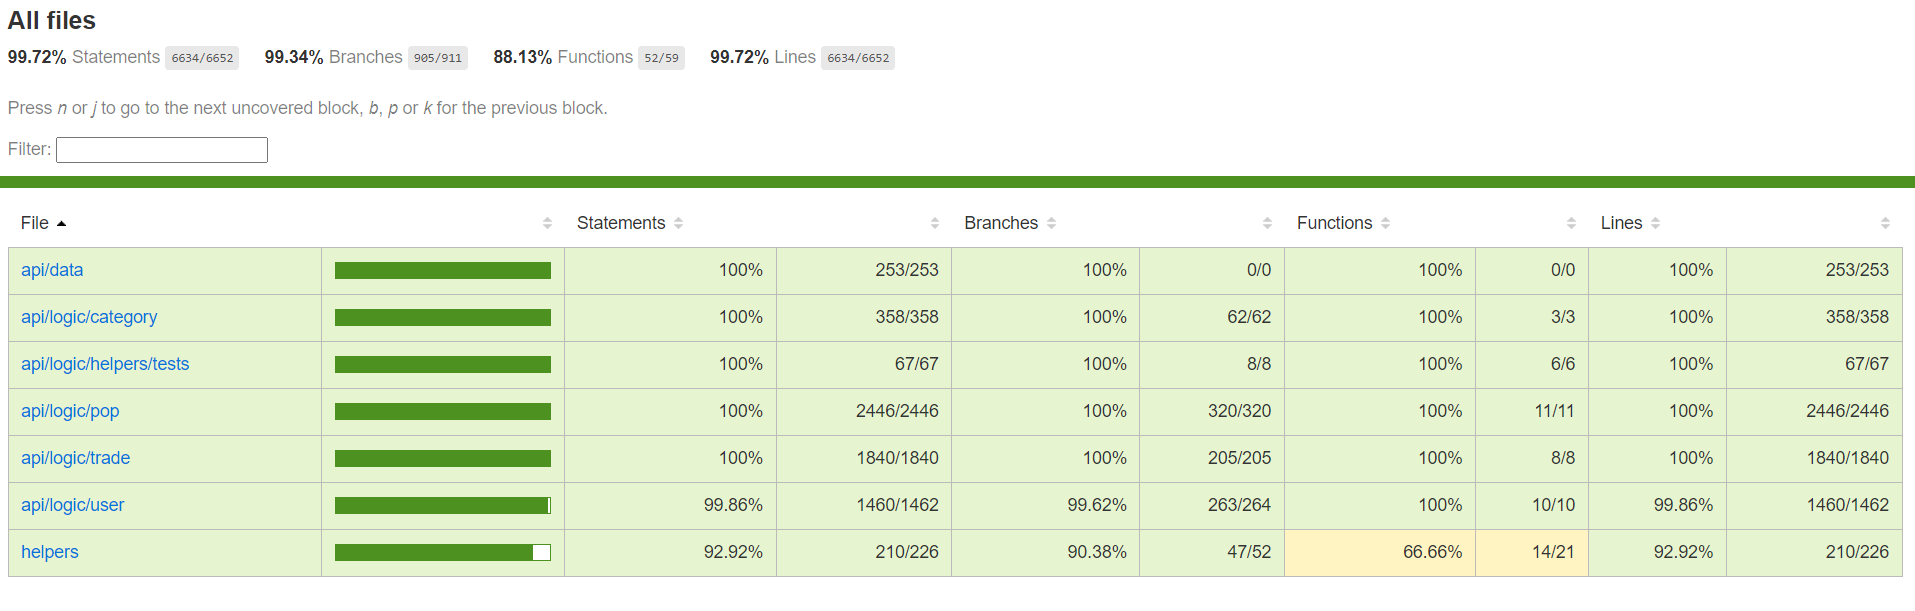 All files
99.72% Statements 6634/6652 99.34% Branches 905/911 88.13% Functions 52/59 99.72% Lines 6634/6652
Press n or j to go to the next uncovered block, b, p or k for the previous block.
Filter:
File Statements Branches Functions Lines
api/data 100% 253/253 100% 0/0 100% 0/0 100% 253/253
api/logic/category 100% 358/358 100% 62/62 100% 3/3 100% 358/358
api/logic/helpers/tests 100% 67/67 100% 8/8 100% 6/6 100% 67/67
api/logic/pop 100% 2446/2446 100% 320/320 100% 11/11 100% 2446/2446
api/logic/trade 100% 1840/1840 100% 205/205 100% 8/8 100% 1840/1840
api/logic/user 99.86% 1460/1462 99.62% 263/264 100% 10/10 99.86% 1460/1462
helpers 92.92% 210/226 90.38% 47/52 66.66% 14/21 92.92% 210/226